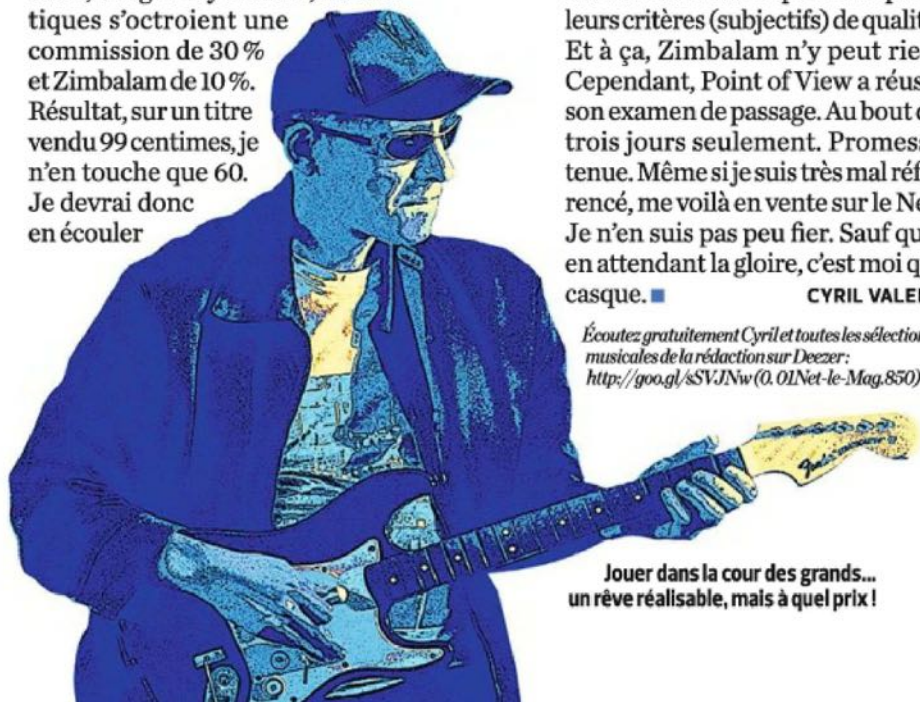 tiques s'octroient une
commission de 30 %
et Zimbalam de 10 %.
Résultat, sur un titre
vendu 99 centimes, je
n'en touche que 60.
Je devrai donc
en écouler
leurs critères (subjectifs) de qualit
Et à ça, Zimbalam n'y peut rie
Cependant, Point of View a réus
son examen de passage. Au bout d
trois jours seulement. Promess
tenue. Même si je suis très mal réf
rencé, me voilà en vente sur le Ne
Je n'en suis pas peu fier. Sauf qu
en attendant la gloire, c'est moi q
casque. ■ CYRIL VALE
Écoutez gratuitement Cyril et toutes les sélection
musicales de la rédaction sur Deezer:
http://goo.gl/sSVJNw (0. 01Net-le-Mag.850)
Fender
Jouer dans la cour des grands...
un rêve réalisable, mais à quel prix !